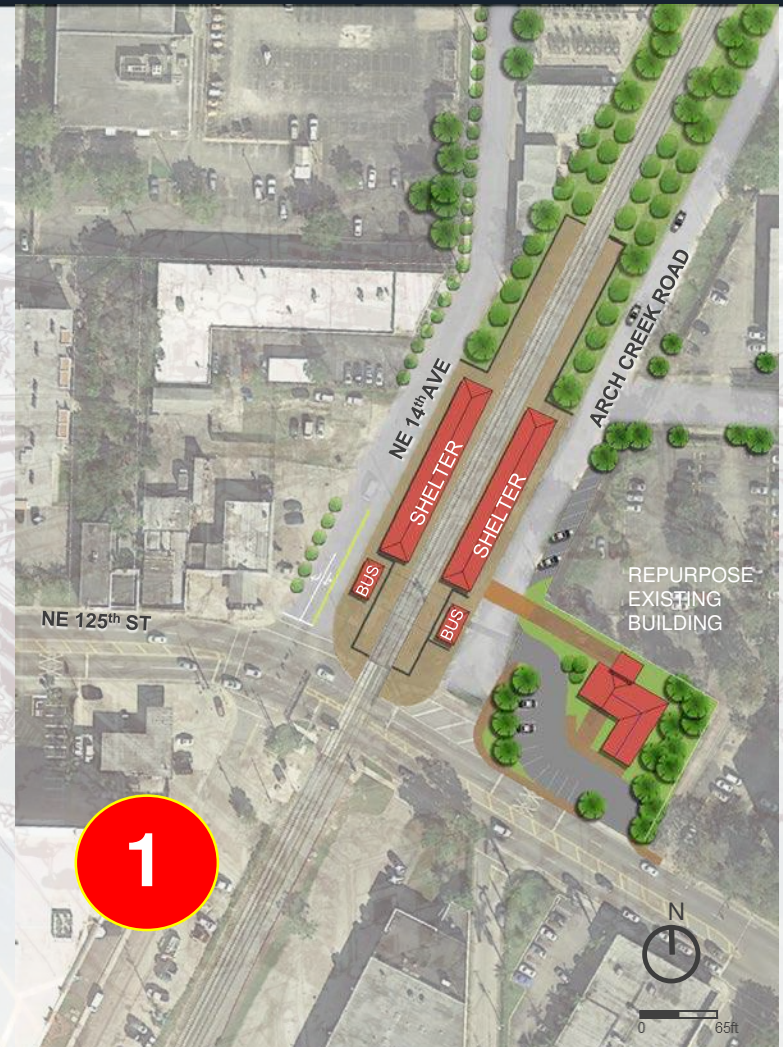 NE 14th AVE
ARCH CREEK ROAD
SHELTER
SHELTER
BUS
BUS
REPURPOSE
EXISTING
BUILDING
NE 125th ST
1
N
0
65ft